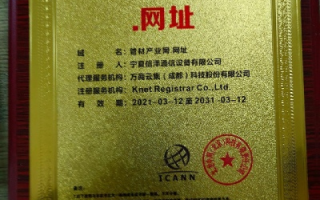 .网址
域 名：管材产业网.网址
注 册 人：宁夏信泽通信设备有限公司
代理服务机构：万商云集（成都）科技股份有限公司
注册服务机构：Knet Registrar Co.,Ltd.
有 效 期：2021-03-12 至 2031-03-12
ICANN